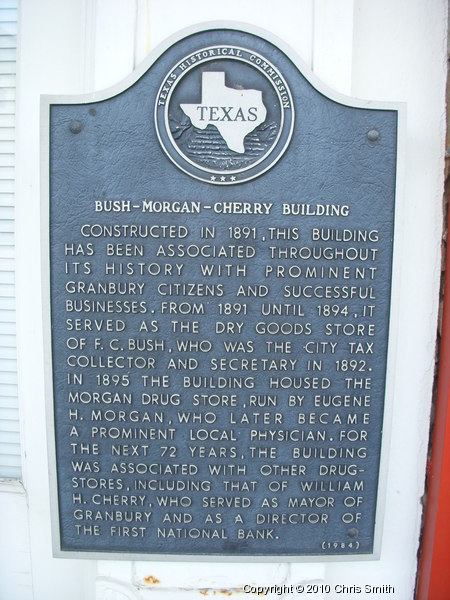 TEXAS HISTORICAL COMMISSION
TEXAS
BUSH-MORGAN-CHERRY BUILDING
CONSTRUCTED IN 1891, THIS BUILDING
HAS BEEN ASSOCIATED THROUGHOUT
ITS HISTORY WITH PROMINENT
GRANBURY CITIZENS AND SUCCESSFUL
BUSINESSES. FROM 1891 UNTIL 1894, IT
SERVED AS THE DRY GOODS STORE
OF F. C. BUSH, WHO WAS THE CITY TAX
COLLECTOR AND SECRETARY IN 1892.
IN 1895 THE BUILDING HOUSED THE
MORGAN DRUG STORE, RUN BY EUGENE
H. MORGAN, WHO LATER BECAME
A PROMINENT LOCAL PHYSICIAN. FOR
THE NEXT 72 YEARS, THE BUILDING
WAS ASSOCIATED WITH OTHER DRUG-
STORES, INCLUDING THAT OF WILLIAM
H. CHERRY, WHO SERVED AS MAYOR OF
GRANBURY AND AS A DIRECTOR OF
THE FIRST NATIONAL BANK.
(1984)
Copyright © 2010 Chris Smith